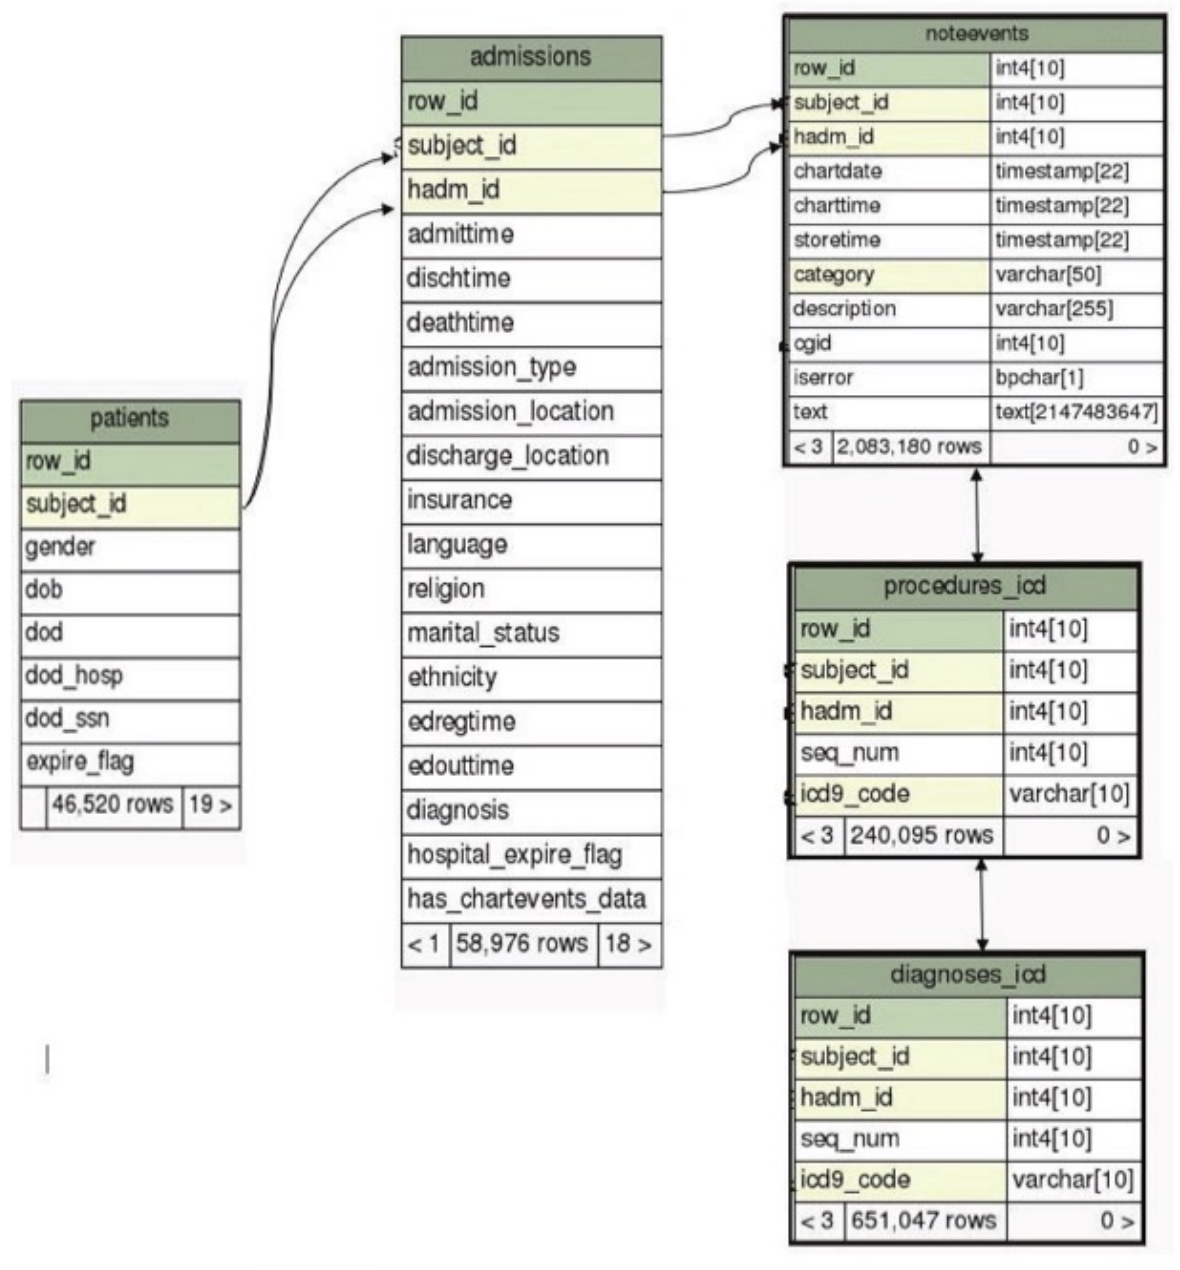 patients
row_id
subject_id
gender
dob
dod
dod_hosp
dod_ssn
expire_flag
46,520 rows 19 >
admissions
row_id
subject_id
hadm_id
admittime
dischtime
deathtime
admission_type
admission_location
discharge_location
insurance
language
religion
marital_status
ethnicity
edregtime
edouttime
diagnosis
hospital_expire_flag
has_chartevents_data
< 1 58,976 rows 18 >
noteevents
row_id int4[10]
subject_id int4[10]
hadm_id int4[10]
chartdate timestamp[22]
charttime timestamp[22]
storetime timestamp[22]
category varchar[50]
description varchar[255]
cgid int4[10]
iserror bpchar[1]
text text[2147483647]
< 3 2,083,180 rows 0 >
procedures_icd
row_id int4[10]
subject_id int4[10]
hadm_id int4[10]
seq_num int4[10]
icd9_code varchar[10]
< 3 240,095 rows 0 >
diagnoses_icd
row_id int4[10]
subject_id int4[10]
hadm_id int4[10]
seq_num int4[10]
icd9_code varchar[10]
< 3 651,047 rows 0 >